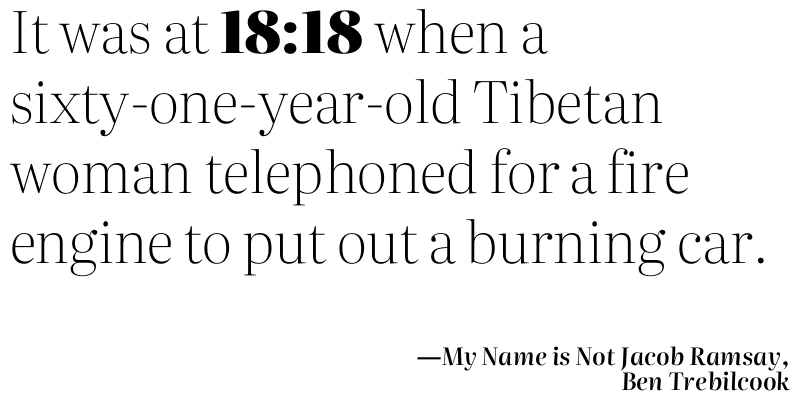 It was at 18:18 when a
sixty-one-year-old Tibetan
woman telephoned for a fire
engine to put out a burning car.
—My Name is Not Jacob Ramsay,
Ben Trebilcook